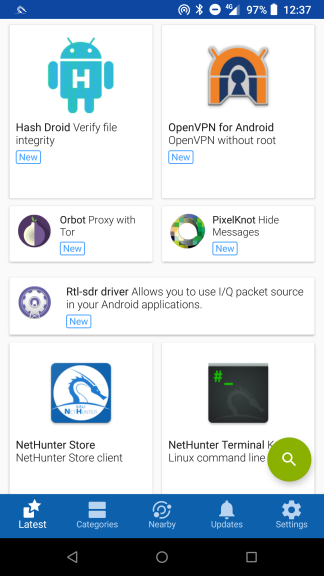 4G 97% 12:37
H
Hash Droid Verify file
integrity
New
OpenVPN for Android
OpenVPN without root
New
Orbot Proxy with
Tor
New
PixelKnot Hide
Messages
New
Rtl-sdr driver Allows you to use I/Q packet source
in your Android applications.
New
KALI
NETHUNTER
#_
NetHunter Store
NetHunter Store client
NetHunter Terminal
Linux command line
Latest
Categories
Nearby
Updates
Settings